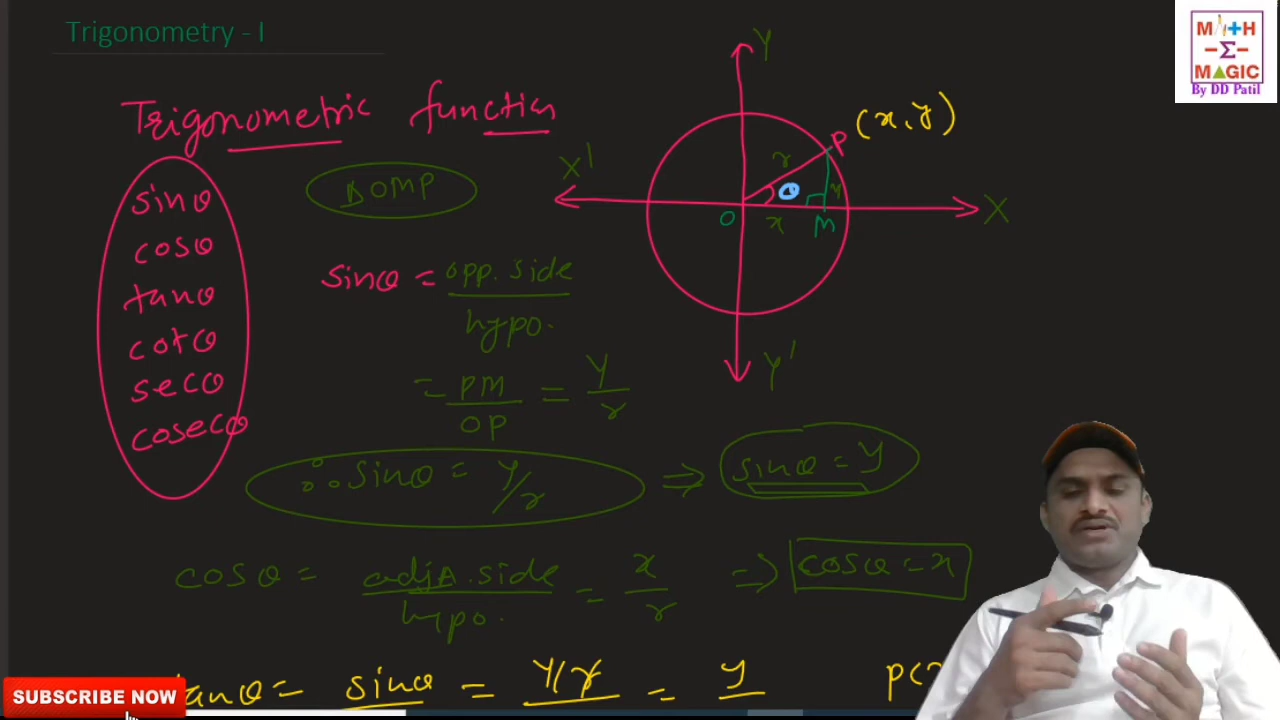 Trigonometry - I
MATH
-Σ-
MAGIC
By DD Patil
Trigonometric function
sinθ
cosθ
tanθ
cotθ
secθ
cosecθ
ΔOMP
sinθ = opp. side
hypo.
= PM = y
OP r
∴ sinθ = y/r ⇒ sinθ = y
cosθ = adjA. side = x ⇒ cosθ = x
hypo. r
tanθ = sinθ = y/r = y
P(x
Y
X'
X
Y'
O
M
P (x, y)
r
θ
x
y
SUBSCRIBE NOW